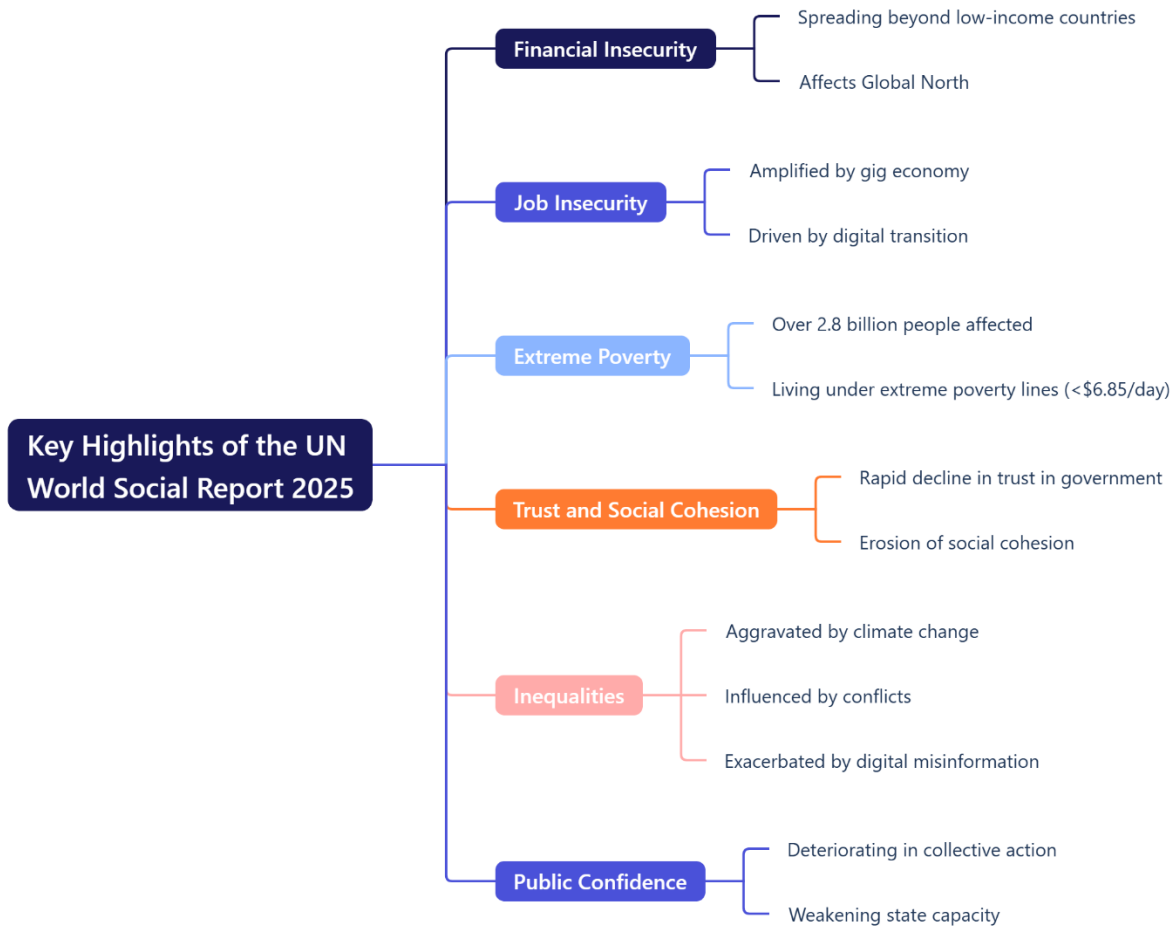 Key Highlights of the UN
World Social Report 2025
Financial Insecurity
Spreading beyond low-income countries
Affects Global North
Job Insecurity
Amplified by gig economy
Driven by digital transition
Extreme Poverty
Over 2.8 billion people affected
Living under extreme poverty lines (<$6.85/day)
Trust and Social Cohesion
Rapid decline in trust in government
Erosion of social cohesion
Inequalities
Aggravated by climate change
Influenced by conflicts
Exacerbated by digital misinformation
Public Confidence
Deteriorating in collective action
Weakening state capacity